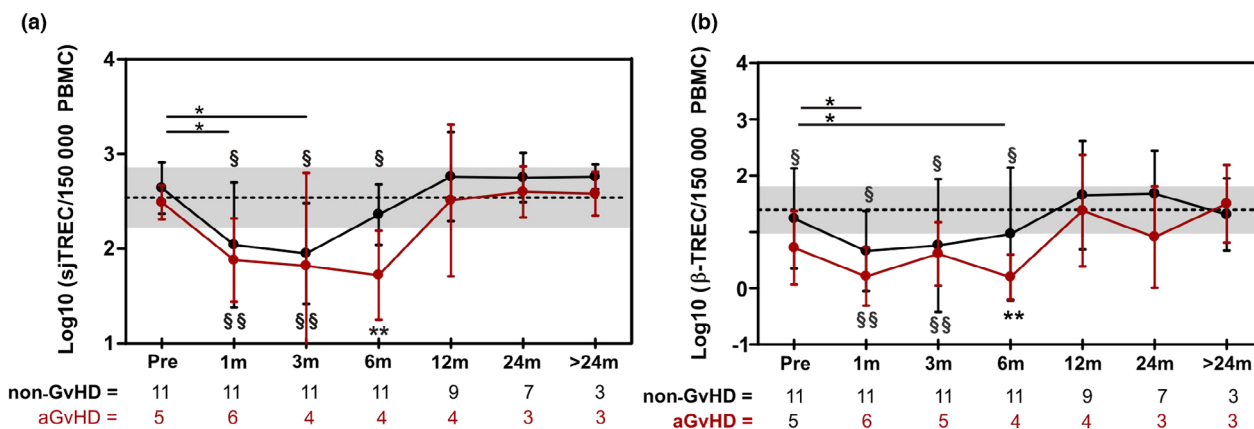 (a)
Log10 (sjTREC/150 000 PBMC)
4
3
2
1
*
*
§
§
§
§§
§§
**
Pre 1m 3m 6m 12m 24m >24m
non-GvHD = 11 11 11 11 9 7 3
aGvHD = 5 6 4 4 4 3 3
(b)
Log10 (β-TREC/150 000 PBMC)
4
3
2
1
0
-1
*
*
§
§
§
§
§§
§§
**
Pre 1m 3m 6m 12m 24m >24m
non-GvHD = 11 11 11 11 9 7 3
aGvHD = 5 6 5 4 4 3 3